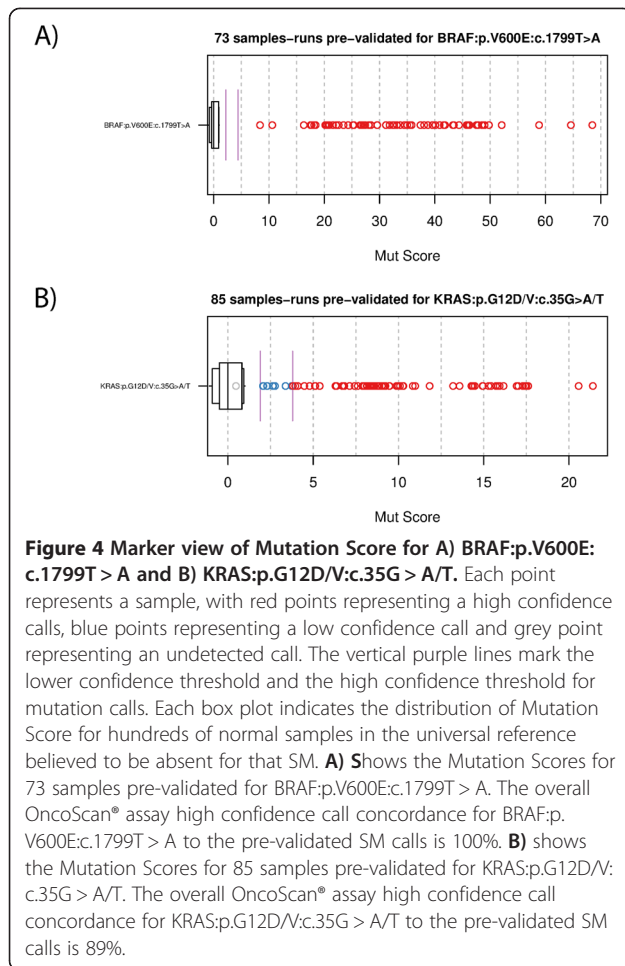 A)
73 samples−runs pre−validated for BRAF:p.V600E:c.1799T>A
BRAF:p.V600E:c.1799T>A
0 10 20 30 40 50 60 70
Mut Score
B)
85 samples−runs pre−validated for KRAS:p.G12D/V:c.35G>A/T
KRAS:p.G12D/V:c.35G>A/T
0 5 10 15 20
Mut Score
Figure 4 Marker view of Mutation Score for A) BRAF:p.V600E:
c.1799T > A and B) KRAS:p.G12D/V:c.35G > A/T. Each point
represents a sample, with red points representing a high confidence
calls, blue points representing a low confidence call and grey point
representing an undetected call. The vertical purple lines mark the
lower confidence threshold and the high confidence threshold for
mutation calls. Each box plot indicates the distribution of Mutation
Score for hundreds of normal samples in the universal reference
believed to be absent for that SM. A) Shows the Mutation Scores for
73 samples pre-validated for BRAF:p.V600E:c.1799T > A. The overall
OncoScan® assay high confidence call concordance for BRAF:p.
V600E:c.1799T > A to the pre-validated SM calls is 100%. B) shows
the Mutation Scores for 85 samples pre-validated for KRAS:p.G12D/V:
c.35G > A/T. The overall OncoScan® assay high confidence call
concordance for KRAS:p.G12D/V:c.35G > A/T to the pre-validated SM
calls is 89%.